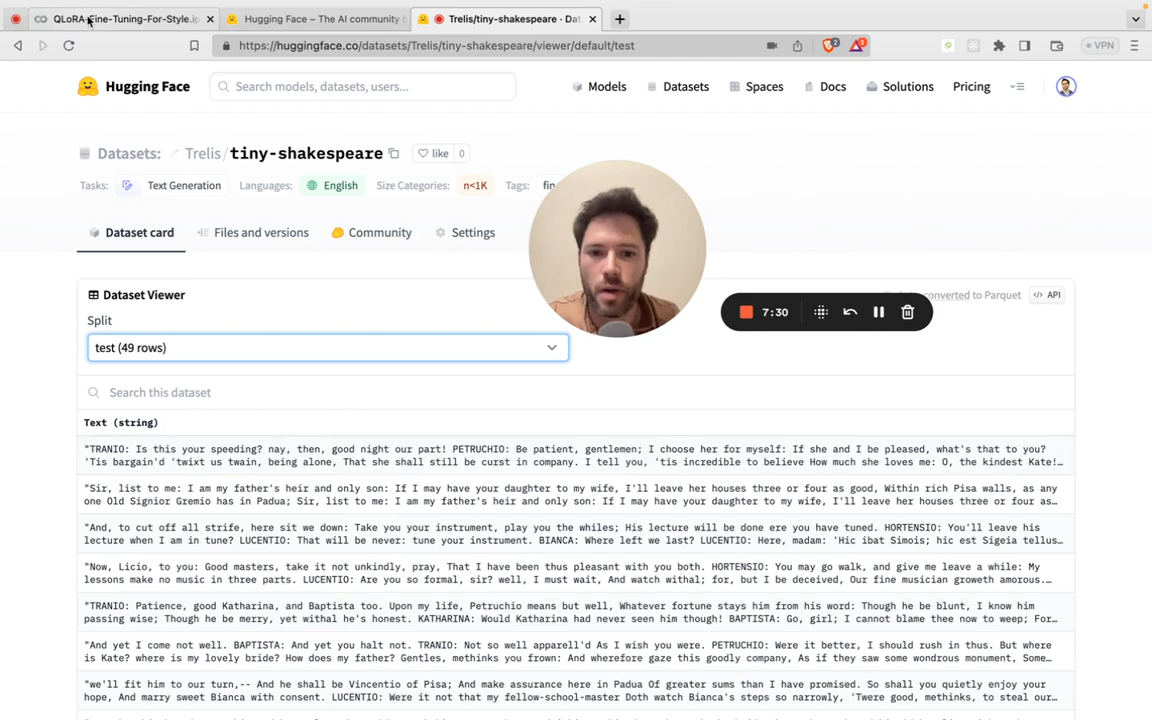 QLoRA-Fine-Tuning-For-Style.ip
Hugging Face – The AI community b
Trelis/tiny-shakespeare · Dat
https://huggingface.co/datasets/Trelis/tiny-shakespeare/viewer/default/test
2
3
VPN
Hugging Face
Search models, datasets, users...
Models
Datasets
Spaces
Docs
Solutions
Pricing
Datasets: Trelis/tiny-shakespeare
like 0
Tasks: Text Generation Languages: English Size Categories: n<1K Tags: fin
Dataset card
Files and versions
Community
Settings
Dataset Viewer
converted to Parquet
API
Split
7:30
test (49 rows)
Search this dataset
Text (string)
"TRANIO: Is this your speeding? nay, then, good night our part! PETRUCHIO: Be patient, gentlemen; I choose her for myself: If she and I be pleased, what's that to you?
'Tis bargain'd 'twixt us twain, being alone, That she shall still be curst in company. I tell you, 'tis incredible to believe How much she loves me: O, the kindest Kate!…
"Sir, list to me: I am my father's heir and only son: If I may have your daughter to my wife, I'll leave her houses three or four as good, Within rich Pisa walls, as any
one Old Signior Gremio has in Padua; Sir, list to me: I am my father's heir and only son: If I may have your daughter to my wife, I'll leave her houses three or four as…
"And, to cut off all strife, here sit we down: Take you your instrument, play you the whiles; His lecture will be done ere you have tuned. HORTENSIO: You'll leave his
lecture when I am in tune? LUCENTIO: That will be never: tune your instrument. BIANCA: Where left we last? LUCENTIO: Here, madam: 'Hic ibat Simois; hic est Sigeia tellus…
"Now, Licio, to you: Good masters, take it not unkindly, pray, That I have been thus pleasant with you both. HORTENSIO: You may go walk, and give me leave a while: My
lessons make no music in three parts. LUCENTIO: Are you so formal, sir? well, I must wait, And watch withal; for, but I be deceived, Our fine musician groweth amorous.…
"TRANIO: Patience, good Katharina, and Baptista too. Upon my life, Petruchio means but well, Whatever fortune stays him from his word: Though he be blunt, I know him
passing wise; Though he be merry, yet withal he's honest. KATHARINA: Would Katharina had never seen him though! BAPTISTA: Go, girl; I cannot blame thee now to weep; For…
"And yet I come not well. BAPTISTA: And yet you halt not. TRANIO: Not so well apparell'd As I wish you were. PETRUCHIO: Were it better, I should rush in thus. But where
is Kate? where is my lovely bride? How does my father? Gentles, methinks you frown: And wherefore gaze this goodly company, As if they saw some wondrous monument, Some…
"we'll fit him to our turn,-- And he shall be Vincentio of Pisa; And make assurance here in Padua Of greater sums than I have promised. So shall you quietly enjoy your
hope, And marry sweet Bianca with consent. LUCENTIO: Were it not that my fellow-school-master Doth watch Bianca's steps so narrowly, 'Twere good, methinks, to steal our…